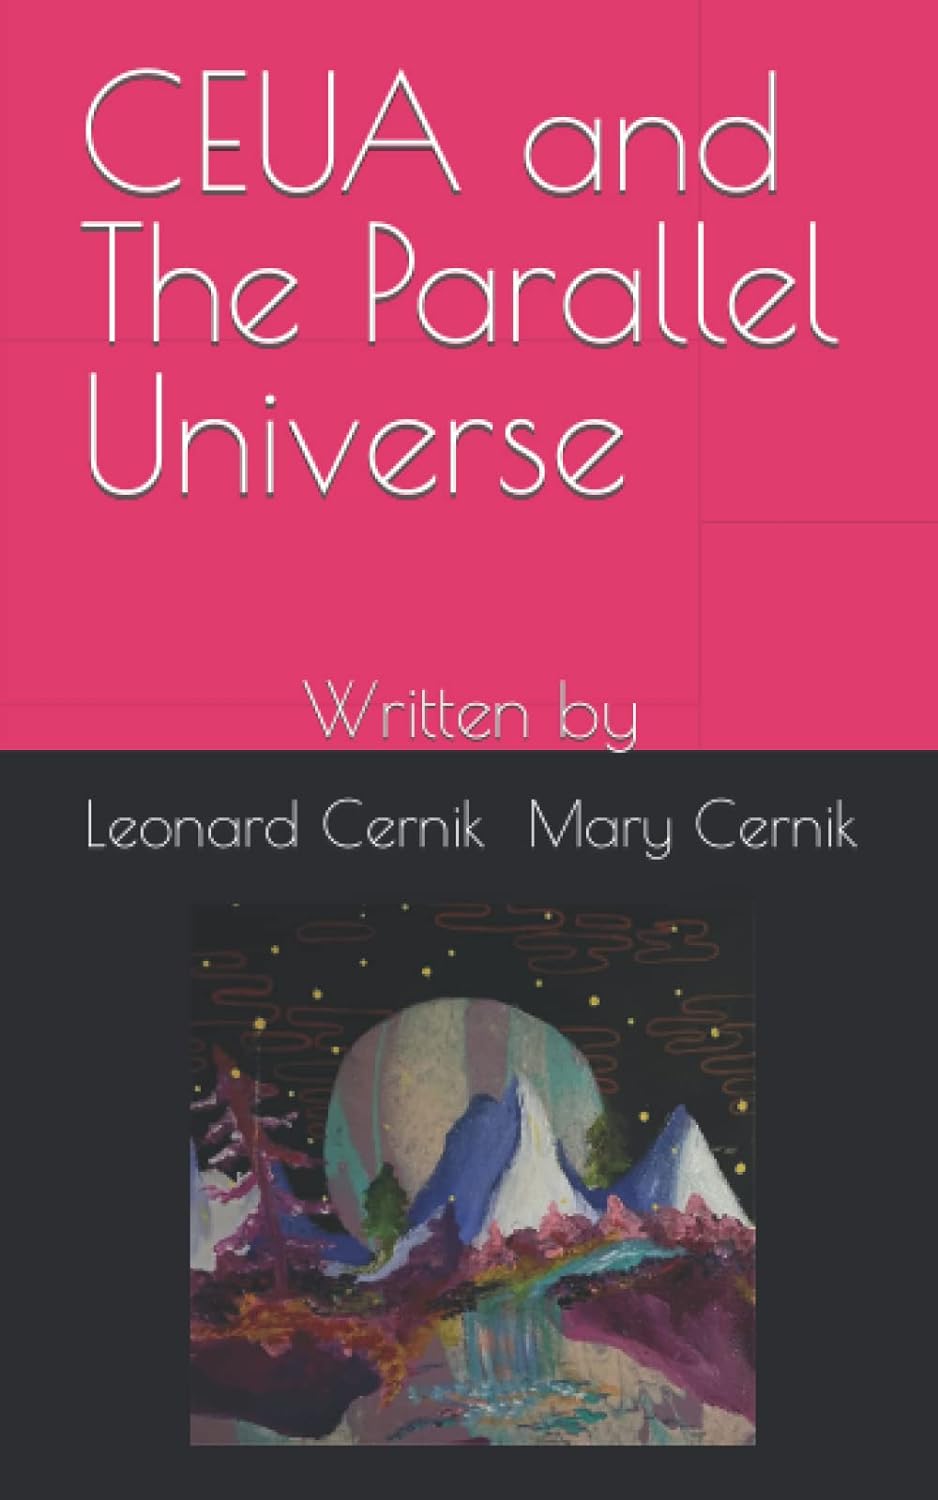 CEUA and
The Parallel
Universe
Written by
Leonard Cernik Mary Cernik